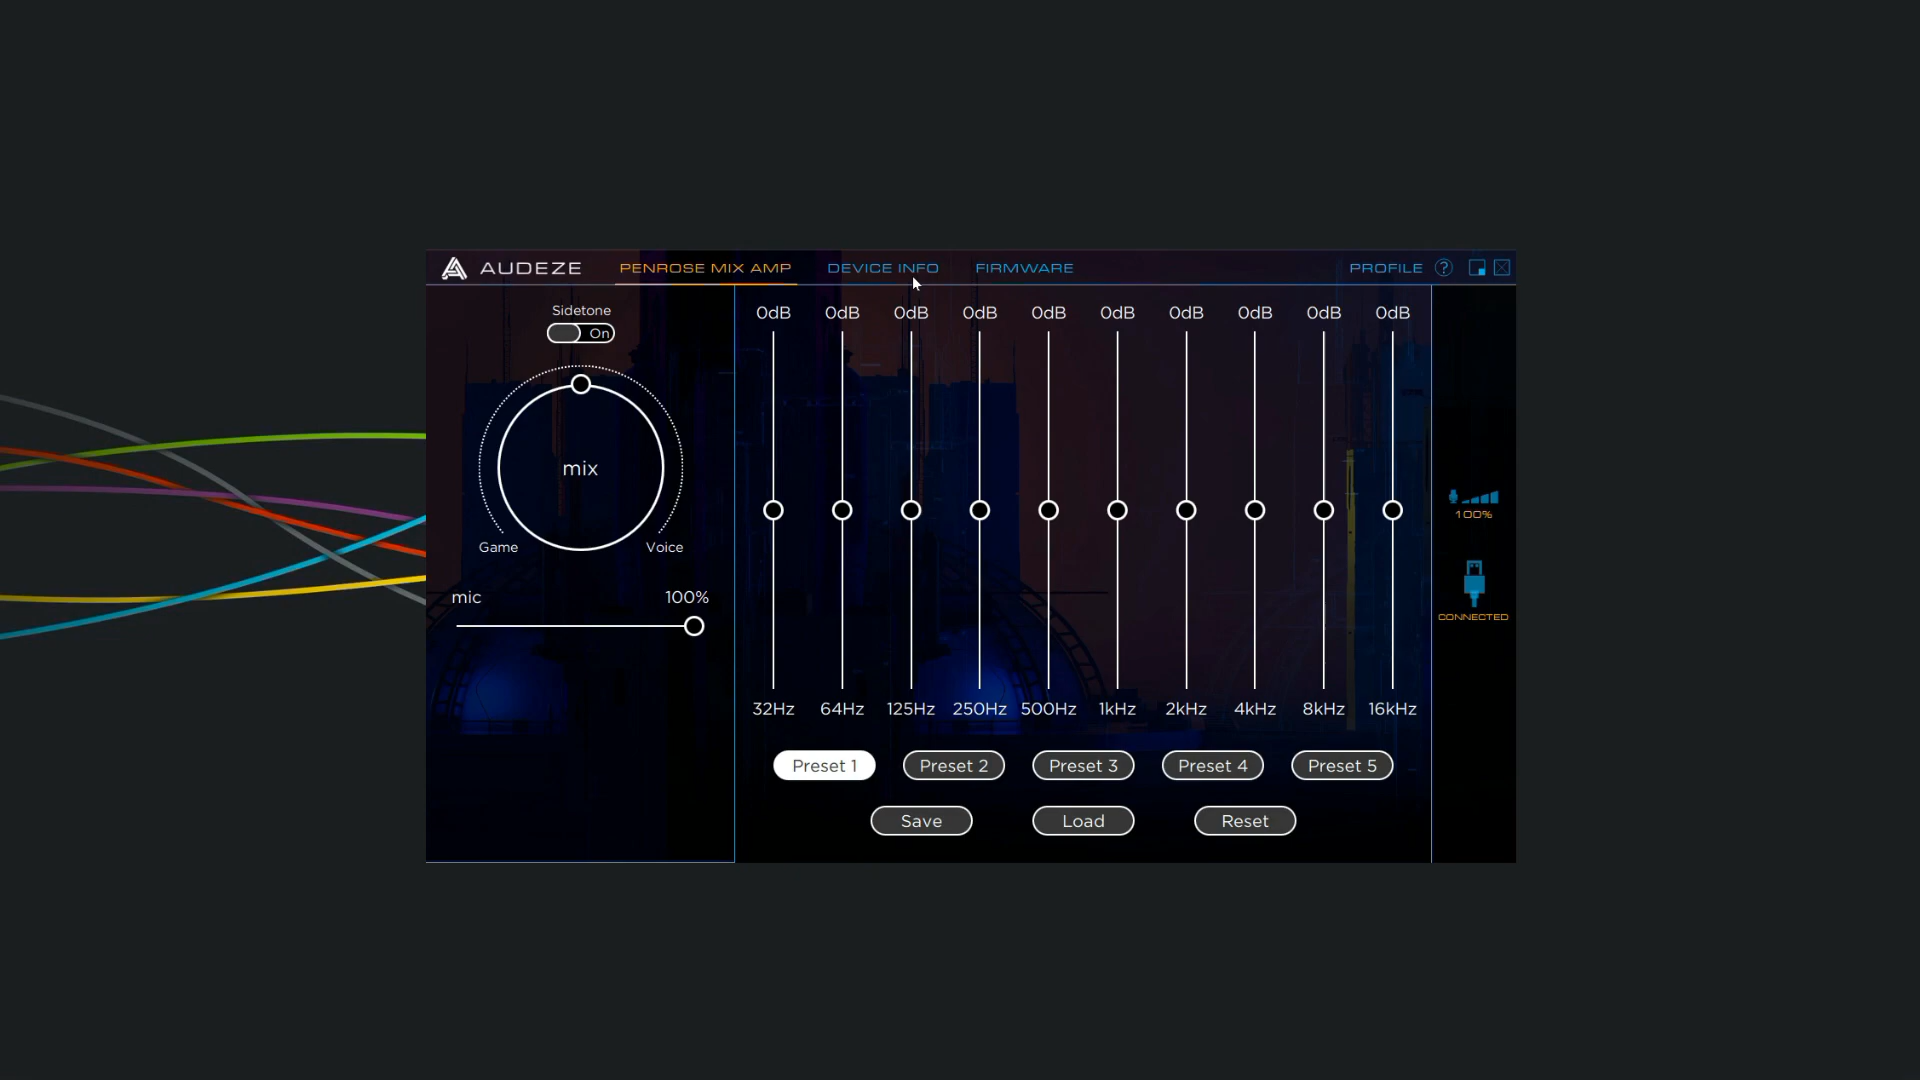 AUDEZE PENROSE MIX AMP DEVICE INFO FIRMWARE PROFILE ?
Sidetone
On
mix
Game Voice
mic 100%
0dB 0dB 0dB 0dB 0dB 0dB 0dB 0dB 0dB 0dB
32Hz 64Hz 125Hz 250Hz 500Hz 1kHz 2kHz 4kHz 8kHz 16kHz
Preset 1 Preset 2 Preset 3 Preset 4 Preset 5
Save Load Reset
100%
CONNECTED